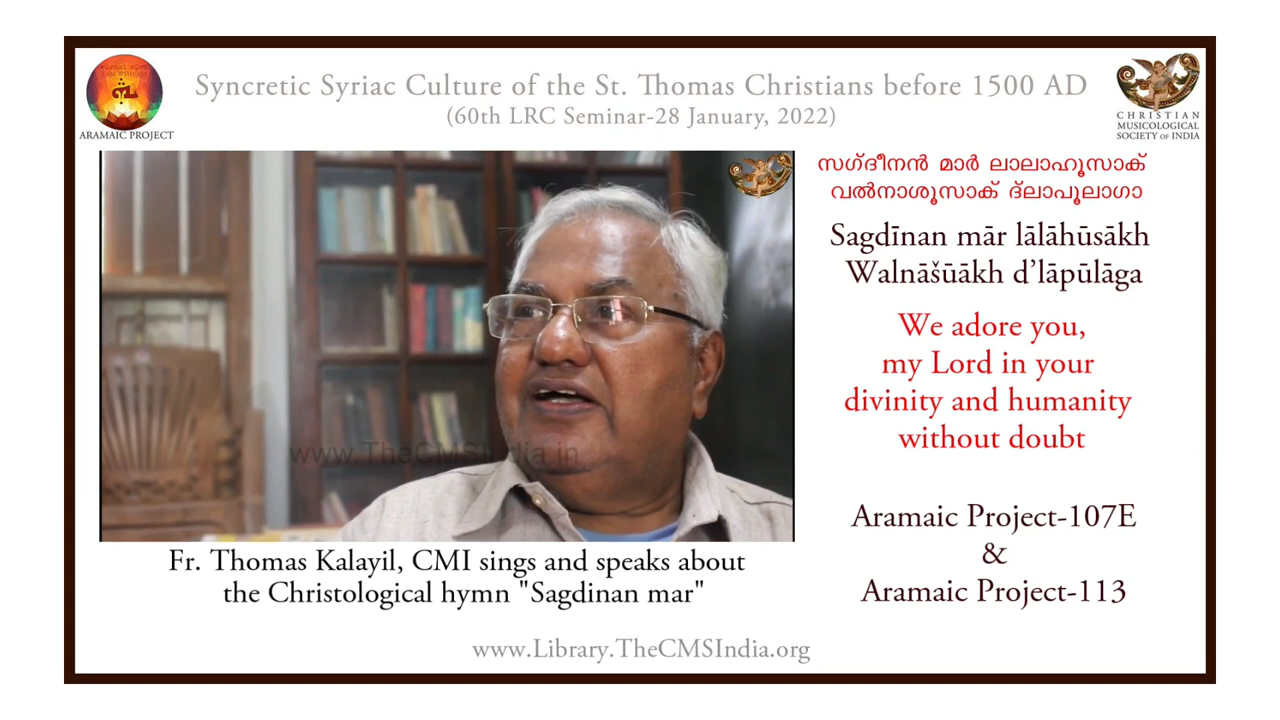 Syncretic Syriac Culture of the St. Thomas Christians before 1500 AD
(60th LRC Seminar-28 January, 2022)
ARAMAIC PROJECT
CHRISTIAN
MUSICOLOGICAL
SOCIETY OF INDIA
സഗ്ദീനൻ മാർ ലാലാഹൂസാക്
വൽനാശൂസാക് ദ്ലാപൂലാഗാ
Sagdīnan mār lālāhūsākh
Walnāšūākh d’lāpūlāga
We adore you,
my Lord in your
divinity and humanity
without doubt
Aramaic Project-107E
&
Aramaic Project-113
www.TheCMSIndia.in
Fr. Thomas Kalayil, CMI sings and speaks about
the Christological hymn "Sagdinan mar"
www.Library.TheCMSIndia.org